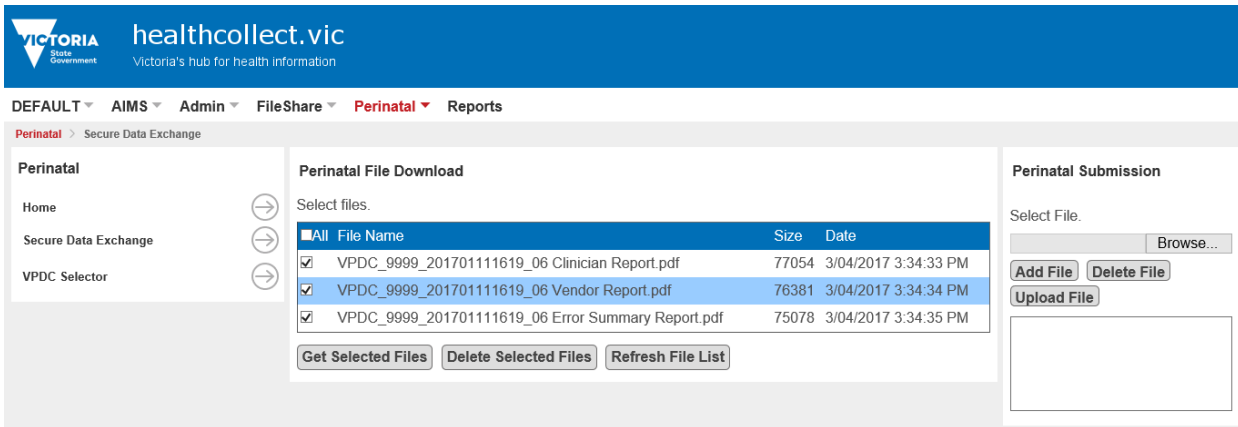 VICTORIA
State
Government
healthcollect.vic
Victoria's hub for health information
DEFAULT AIMS Admin FileShare Perinatal Reports
Perinatal > Secure Data Exchange
Perinatal
Home
Secure Data Exchange
VPDC Selector
Perinatal File Download
Select files.
All File Name Size Date
VPDC_9999_201701111619_06 Clinician Report.pdf 77054 3/04/2017 3:34:33 PM
VPDC_9999_201701111619_06 Vendor Report.pdf 76381 3/04/2017 3:34:34 PM
VPDC_9999_201701111619_06 Error Summary Report.pdf 75078 3/04/2017 3:34:35 PM
Get Selected Files Delete Selected Files Refresh File List
Perinatal Submission
Select File.
Browse...
Add File Delete File
Upload File